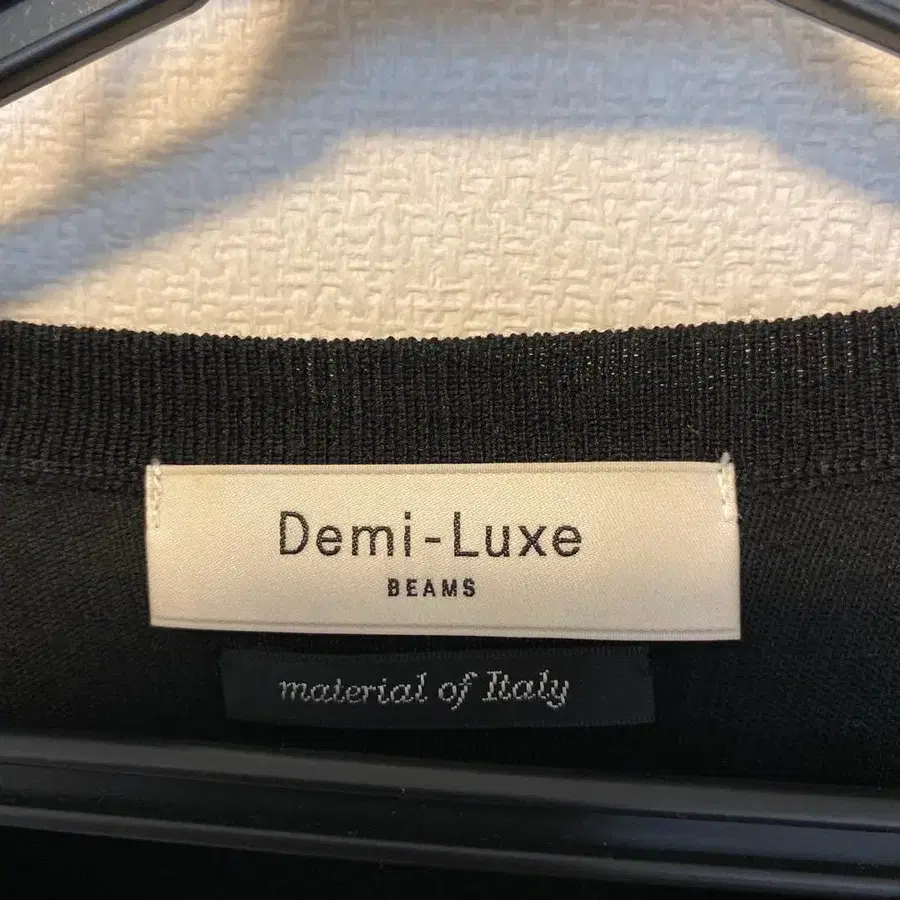 Demi-Luxe
BEAMS
material of Italy